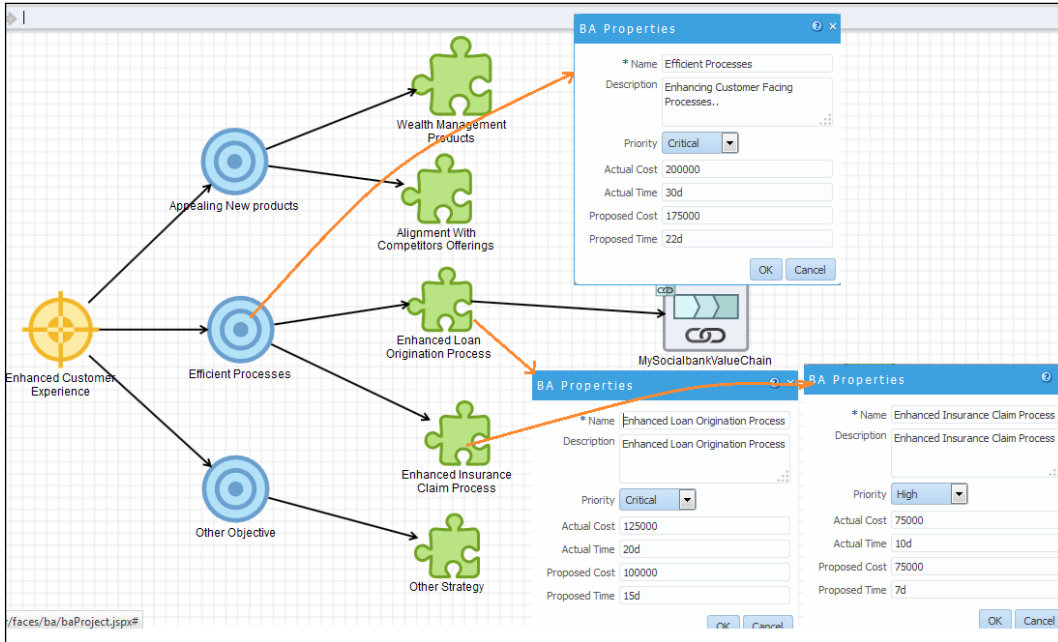 BA Properties
* Name Efficient Processes
Description Enhancing Customer Facing
Processes..
Priority Critical
Actual Cost 200000
Actual Time 30d
Proposed Cost 175000
Proposed Time 22d
OK Cancel
Wealth Management
Products
Appealing New products
Alignment With
Competitors Offerings
Enhanced Customer
Experience
Efficient Processes
Enhanced Loan
Origination Process
MySocialbankValueChain
Enhanced Insurance
Claim Process
Other Objective
Other Strategy
BA Properties
* Name Enhanced Loan Origination Process
Description Enhanced Loan Origination Process
Priority Critical
Actual Cost 125000
Actual Time 20d
Proposed Cost 100000
Proposed Time 15d
OK Cancel
BA Properties
* Name Enhanced Insurance Claim Process
Description Enhanced Insurance Claim Process
Priority High
Actual Cost 75000
Actual Time 10d
Proposed Cost 75000
Proposed Time 7d
OK Cancel
r/faces/ba/baProject.jspx#